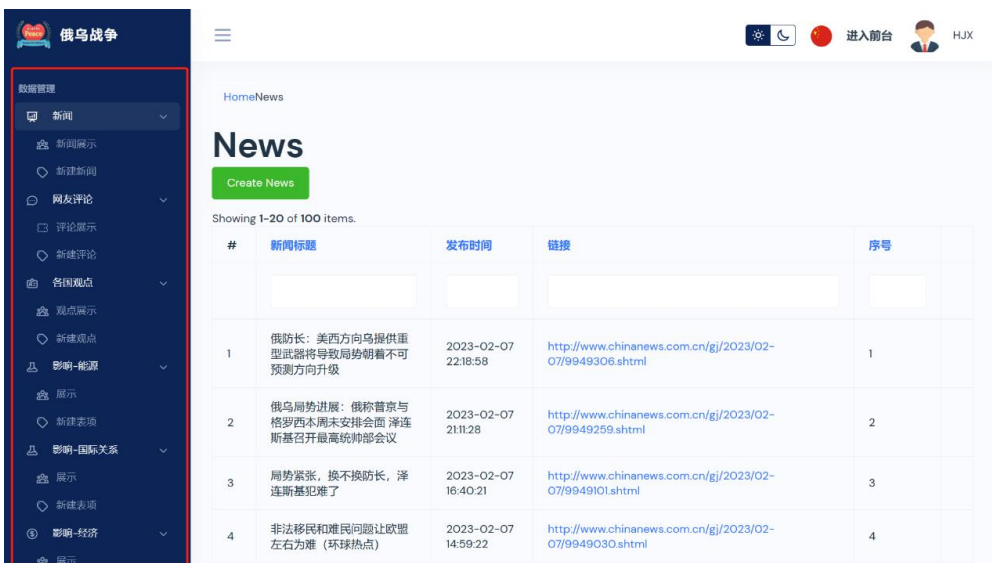 俄乌战争
进入前台
HJX
数据管理
新闻
新闻展示
新建新闻
网友评论
评论展示
新建评论
各国观点
观点展示
新建观点
影响-能源
展示
新建表项
影响-国际关系
展示
新建表项
影响-经济
展示
HomeNews
News
Create News
Showing 1-20 of 100 items.
# 新闻标题 发布时间 链接 序号
1
俄防长：美西方向乌提供重
型武器将导致局势朝着不可
预测方向升级
2023-02-07
22:18:58
http://www.chinanews.com.cn/gj/2023/02-
07/9949306.shtml
1
2
俄乌局势进展：俄称普京与
格罗西本周未安排会面 泽连
斯基召开最高统帅部会议
2023-02-07
21:11:28
http://www.chinanews.com.cn/gj/2023/02-
07/9949259.shtml
2
3
局势紧张，换不换防长，泽
连斯基犯难了
2023-02-07
16:40:21
http://www.chinanews.com.cn/gj/2023/02-
07/9949101.shtml
3
4
非法移民和难民问题让欧盟
左右为难（环球热点）
2023-02-07
14:59:22
http://www.chinanews.com.cn/gj/2023/02-
07/9949030.shtml
4